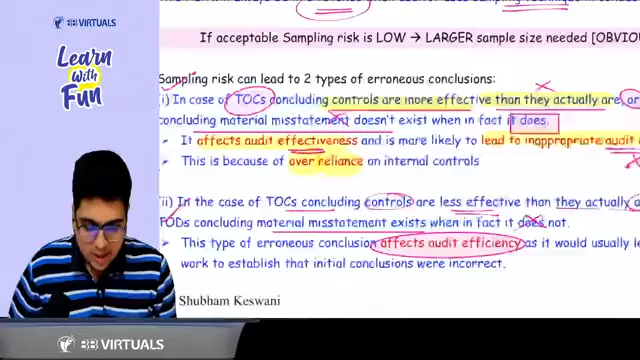 BB VIRTUALS
Learn
With
Fun
If acceptable Sampling risk is LOW → LARGER sample size needed [OBVIOU
Sampling risk can lead to 2 types of erroneous conclusions:
(i) In case of TOCs concluding controls are more effective than they actually are, or
concluding material misstatement doesn't exist when in fact it does.
➢ It affects audit effectiveness and is more likely to lead to inappropriate audit
➢ This is because of over reliance on internal controls
ii) In the case of TOCs concluding controls are less effective than they actually
TODs concluding material misstatement exists when in fact it does not.
This type of erroneous conclusion affects audit efficiency as it would usually le
work to establish that initial conclusions were incorrect.
Shubham Keswani
BB VIRTUALS